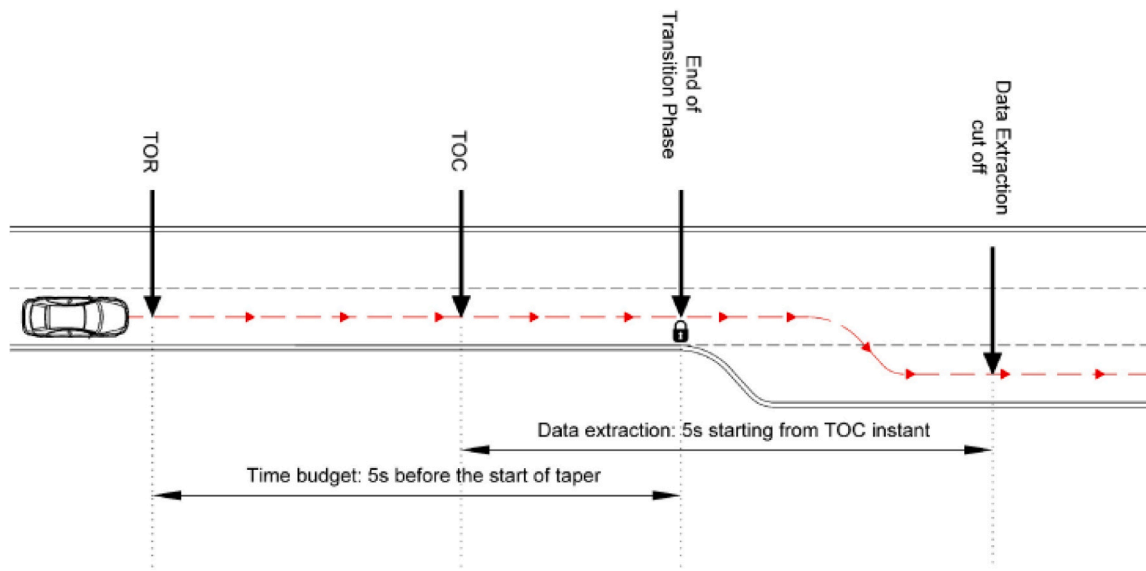 TOR
TOC
End of
Transition Phase
Data Extraction
cut off
Data extraction: 5s starting from TOC instant
Time budget: 5s before the start of taper